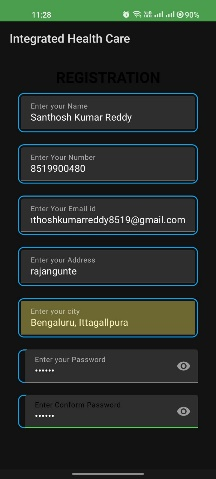 11:28
90%
Integrated Health Care
REGISTRATION
Enter your Name
Santhosh Kumar Reddy
Enter Your Number
8519900480
Enter Your Email id
ithoshkumarreddy8519@gmail.com
Enter your Address
rajangunte
Enter your city
Bengaluru, Ittagallpura
Enter your Password
••••••
Enter Conform Password
••••••